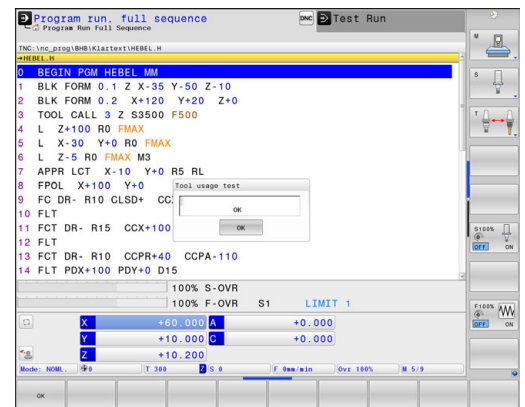 Program run, full sequence
Program Run Full Sequence
DNC Test Run
TNC:\nc_prog\BHB\Klartext\HEBEL.H
→HEBEL.H
0 BEGIN PGM HEBEL MM
1 BLK FORM 0.1 Z X-35 Y-50 Z-10
2 BLK FORM 0.2 X+120 Y+20 Z+0
3 TOOL CALL 3 Z S3500 F500
4 L Z+100 R0 FMAX
5 L X-30 Y+0 R0 FMAX
6 L Z-5 R0 FMAX M3
7 APPR LCT X-10 Y+0 R5 RL
8 FPOL X+100 Y+0
9 FC DR- R10 CLSD+ CC
10 FLT
11 FCT DR- R15 CCX+100
12 FLT
13 FCT DR- R10 CCPR+40 CCPA-110
14 FLT PDX+100 PDY+0 D15
Tool usage test
OK
OK
100% S-OVR
100% F-OVR S1 LIMIT 1
X +60.000 A +0.000
Y +10.000 C +0.000
Z +10.200
Mode: NOML. 0 T 300 Z S 0 F 0mm/min Ovr 100% M 5/9
OK
M
S
T
S100%
OFF ON
F100%
OFF ON